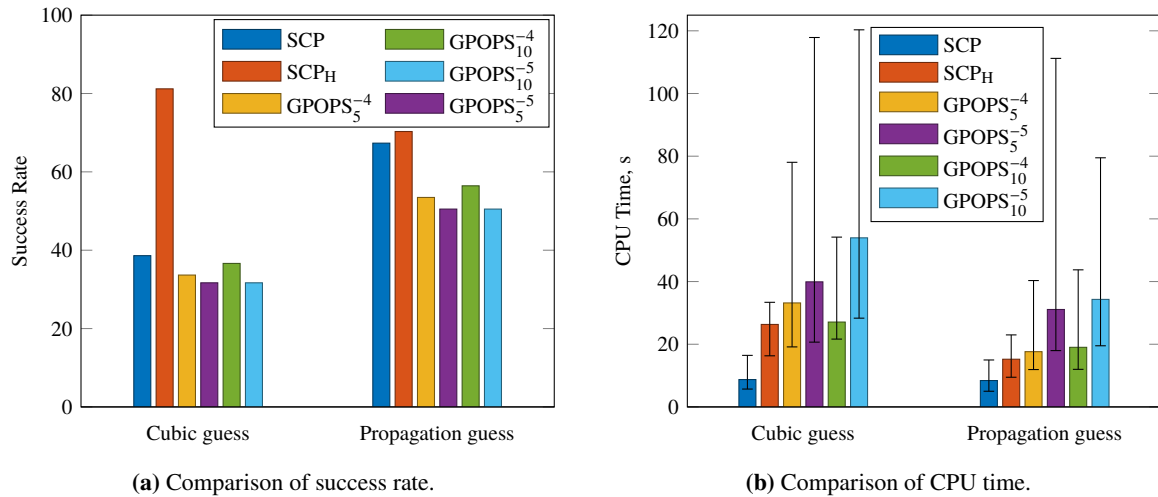 100
80
60
40
20
0
Success Rate
SCP
SCP_H
GPOPS_5^-4
GPOPS_10^-4
GPOPS_10^-5
GPOPS_5^-5
Cubic guess Propagation guess
(a) Comparison of success rate.
120
100
80
60
40
20
0
CPU Time, s
SCP
SCP_H
GPOPS_5^-4
GPOPS_5^-5
GPOPS_10^-4
GPOPS_10^-5
Cubic guess Propagation guess
(b) Comparison of CPU time.